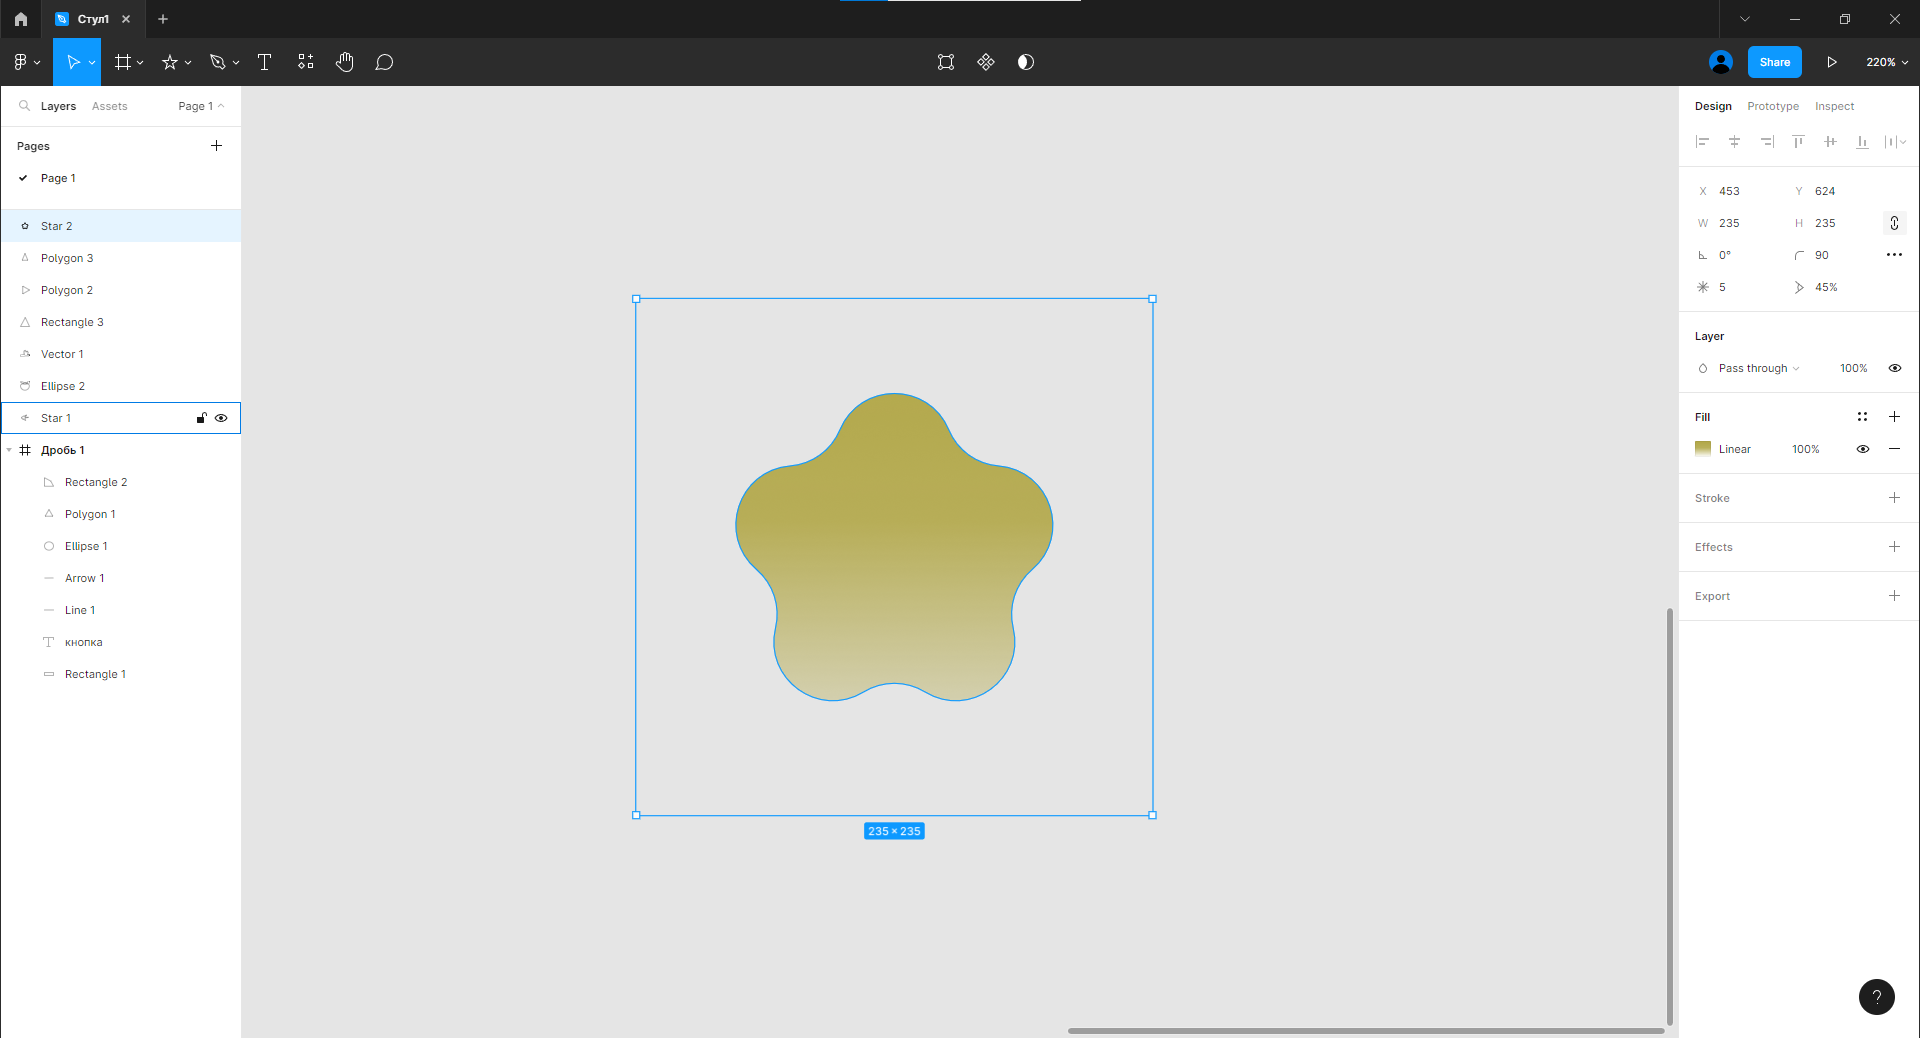 Стул1
Share
220%
Layers
Assets
Page 1
Pages
Page 1
Star 2
Polygon 3
Polygon 2
Rectangle 3
Vector 1
Ellipse 2
Star 1
Дробь 1
Rectangle 2
Polygon 1
Ellipse 1
Arrow 1
Line 1
кнопка
Rectangle 1
235 × 235
Design
Prototype
Inspect
X 453
Y 624
W 235
H 235
0°
90
5
45%
Layer
Pass through
100%
Fill
Linear
100%
Stroke
Effects
Export
?